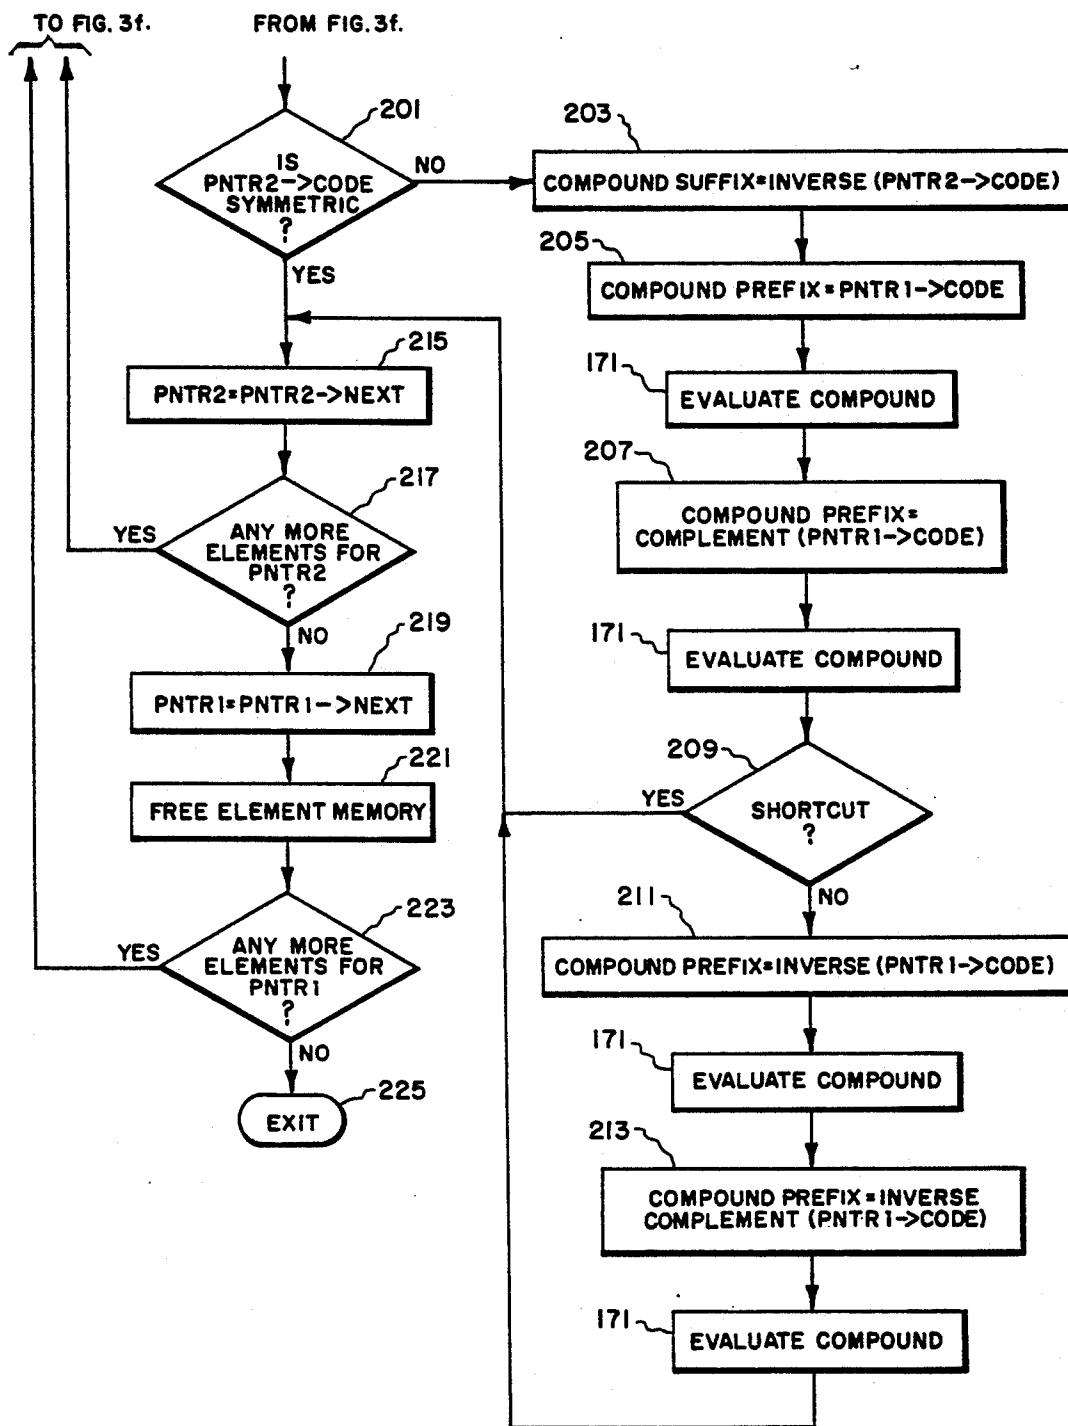 TO FIG. 3f.
FROM FIG. 3f.
201
IS
PNTR2->CODE
SYMMETRIC
?
NO
YES
203
COMPOUND SUFFIX=INVERSE (PNTR2->CODE)
205
COMPOUND PREFIX=PNTR1->CODE
171
EVALUATE COMPOUND
207
COMPOUND PREFIX=
COMPLEMENT (PNTR1->CODE)
171
EVALUATE COMPOUND
209
SHORTCUT
?
YES
NO
211
COMPOUND PREFIX=INVERSE (PNTR1->CODE)
171
EVALUATE COMPOUND
213
COMPOUND PREFIX=INVERSE
COMPLEMENT (PNTR1->CODE)
171
EVALUATE COMPOUND
215
PNTR2=PNTR2->NEXT
217
ANY MORE
ELEMENTS FOR
PNTR2
?
YES
NO
219
PNTR1=PNTR1->NEXT
221
FREE ELEMENT MEMORY
223
ANY MORE
ELEMENTS FOR
PNTR1
?
YES
NO
225
EXIT